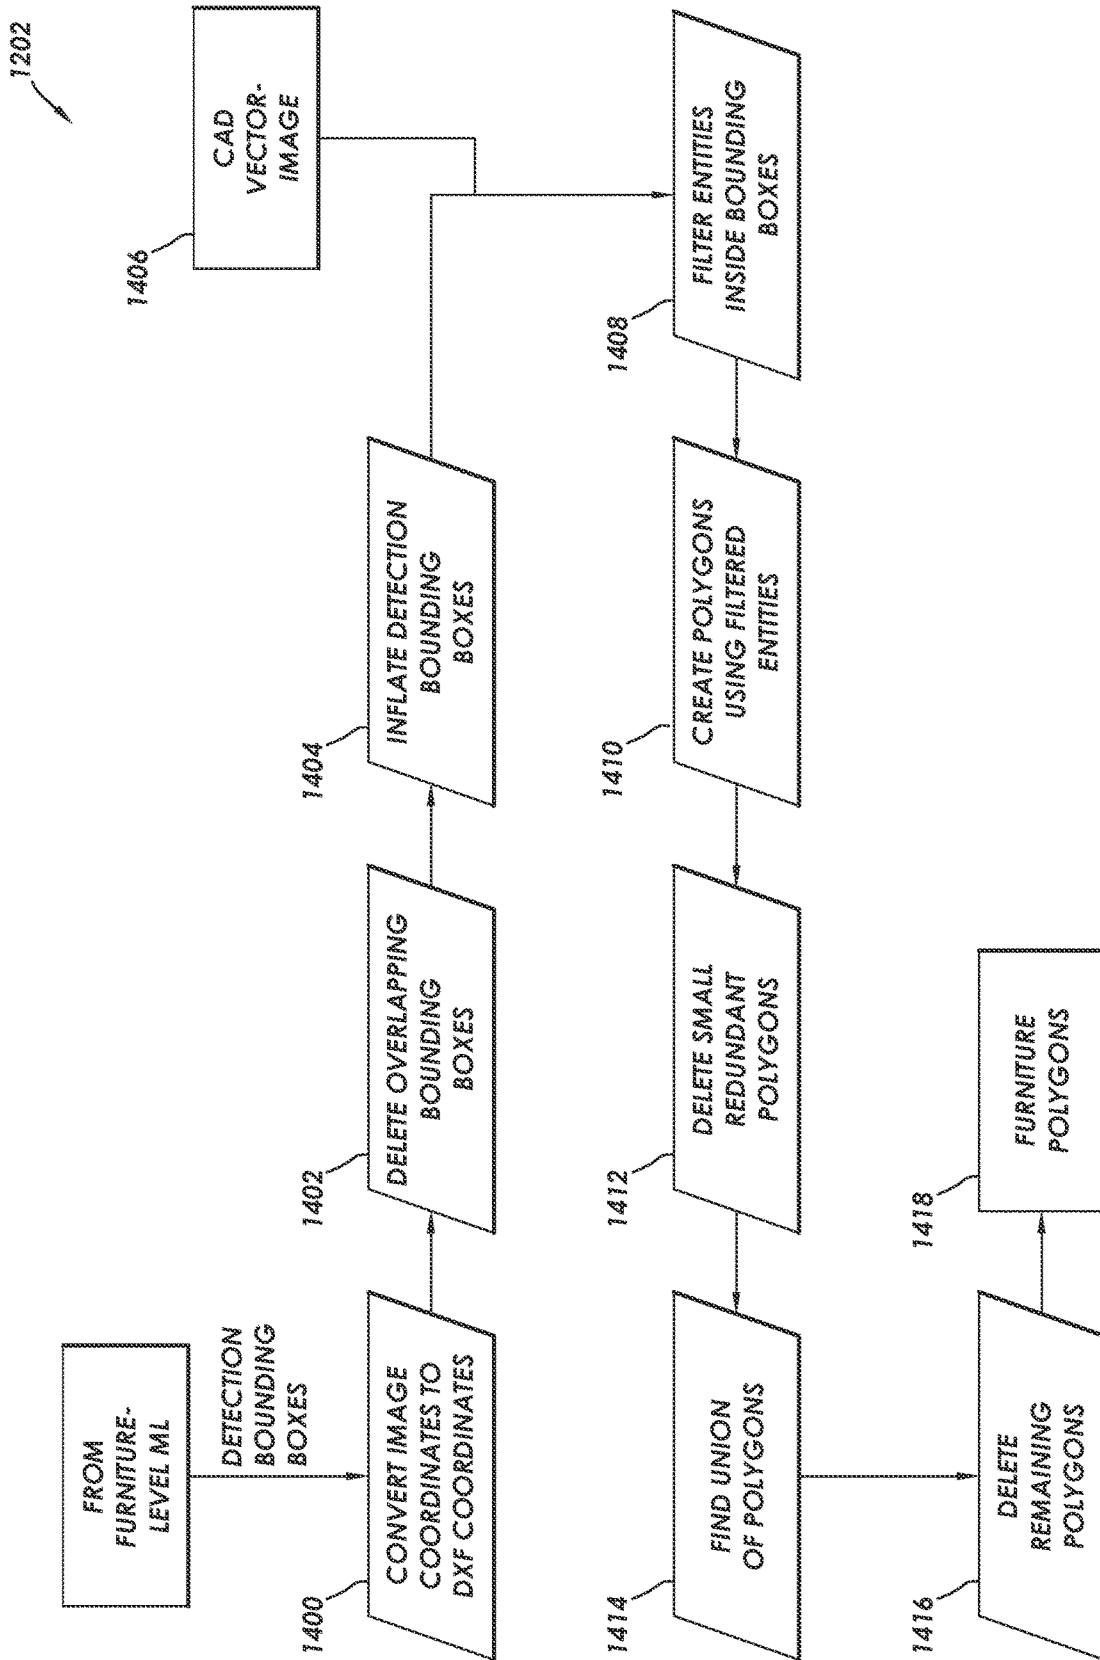 1202
FROM
FURNITURE-
LEVEL ML
DETECTION
BOUNDING
BOXES
1400
CONVERT IMAGE
COORDINATES TO
DXF COORDINATES
1402
DELETE OVERLAPPING
BOUNDING
BOXES
1404
INFLATE DETECTION
BOUNDING
BOXES
1406
CAD
VECTOR-
IMAGE
1408
FILTER ENTITIES
INSIDE BOUNDING
BOXES
1410
CREATE POLYGONS
USING FILTERED
ENTITIES
1412
DELETE SMALL
REDUNDANT
POLYGONS
1414
FIND UNION
OF POLYGONS
1416
DELETE
REMAINING
POLYGONS
1418
FURNITURE
POLYGONS